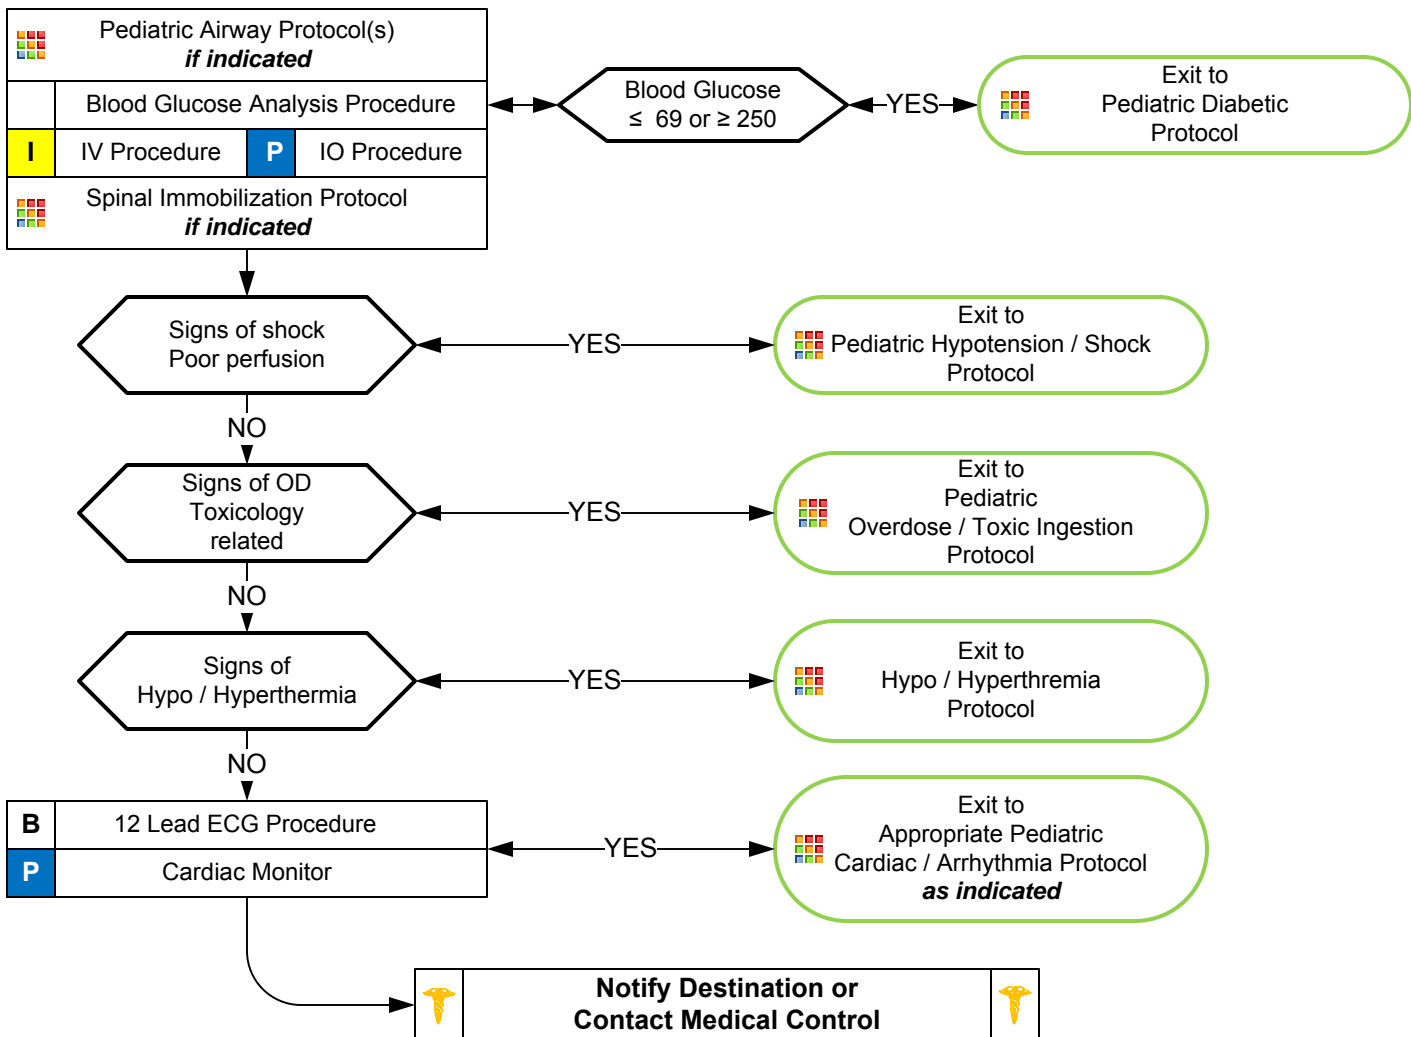 Pediatric Airway Protocol(s)
if indicated
Blood Glucose Analysis Procedure
I
IV Procedure
P
IO Procedure
Spinal Immobilization Protocol
if indicated
Blood Glucose
≤ 69 or ≥ 250
YES
Exit to
Pediatric Diabetic
Protocol
Signs of shock
Poor perfusion
YES
Exit to
Pediatric Hypotension / Shock
Protocol
NO
Signs of OD
Toxicology
related
YES
Exit to
Pediatric
Overdose / Toxic Ingestion
Protocol
NO
Signs of
Hypo / Hyperthermia
YES
Exit to
Hypo / Hyperthremia
Protocol
NO
B
12 Lead ECG Procedure
P
Cardiac Monitor
YES
Exit to
Appropriate Pediatric
Cardiac / Arrhythmia Protocol
as indicated
Notify Destination or
Contact Medical Control